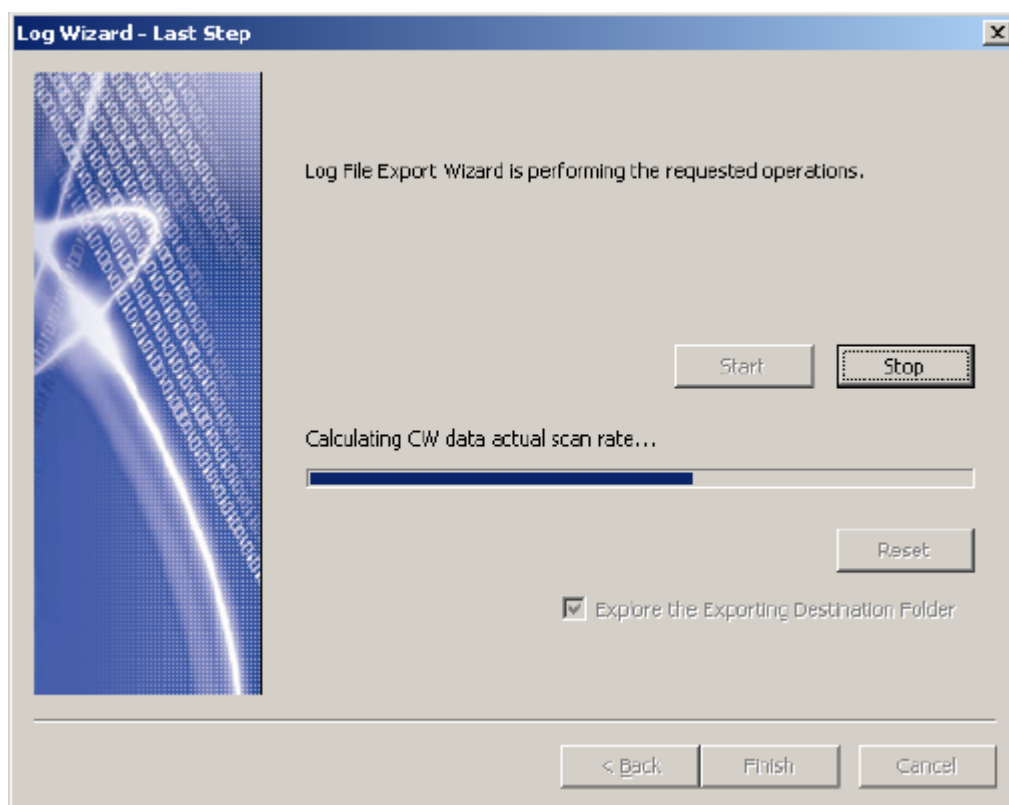 Log Wizard - Last Step
Log File Export Wizard is performing the requested operations.
Start
Stop
Calculating CW data actual scan rate...
Reset
Explore the Exporting Destination Folder
< Back
Finish
Cancel